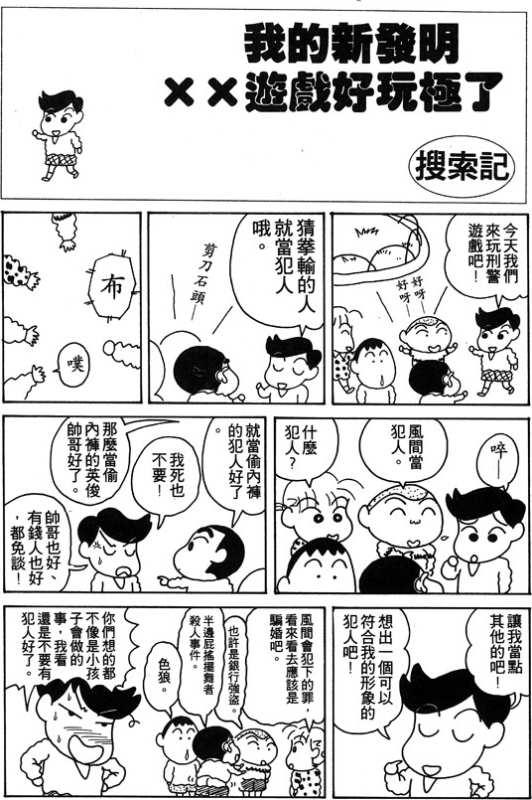 我的新發明
××遊戲好玩極了
搜索記
今天我們
來玩刑警
遊戲吧！
好呀
好呀
猜拳輸的人
就當犯人
哦。
剪刀石頭—
布
噗
啐—
風間當
犯人。
什麼
犯人？
就當偷內褲
的犯人好了
我死也
不要！
那麼當偷
內褲的英俊
帥哥好了。
帥哥也好、
有錢人也好
，都免談！
讓我當點
其他的吧！
想出一個可以
符合我的形象的
犯人吧！
風間會犯下的罪，
看來看去應該是
騙婚吧。
也許是銀行強盜。
半邊屁搖擺舞者
殺人事件。
色狼。
你們想的都
不像是小孩
子會做的
事，我看
還是不要有
犯人好了。